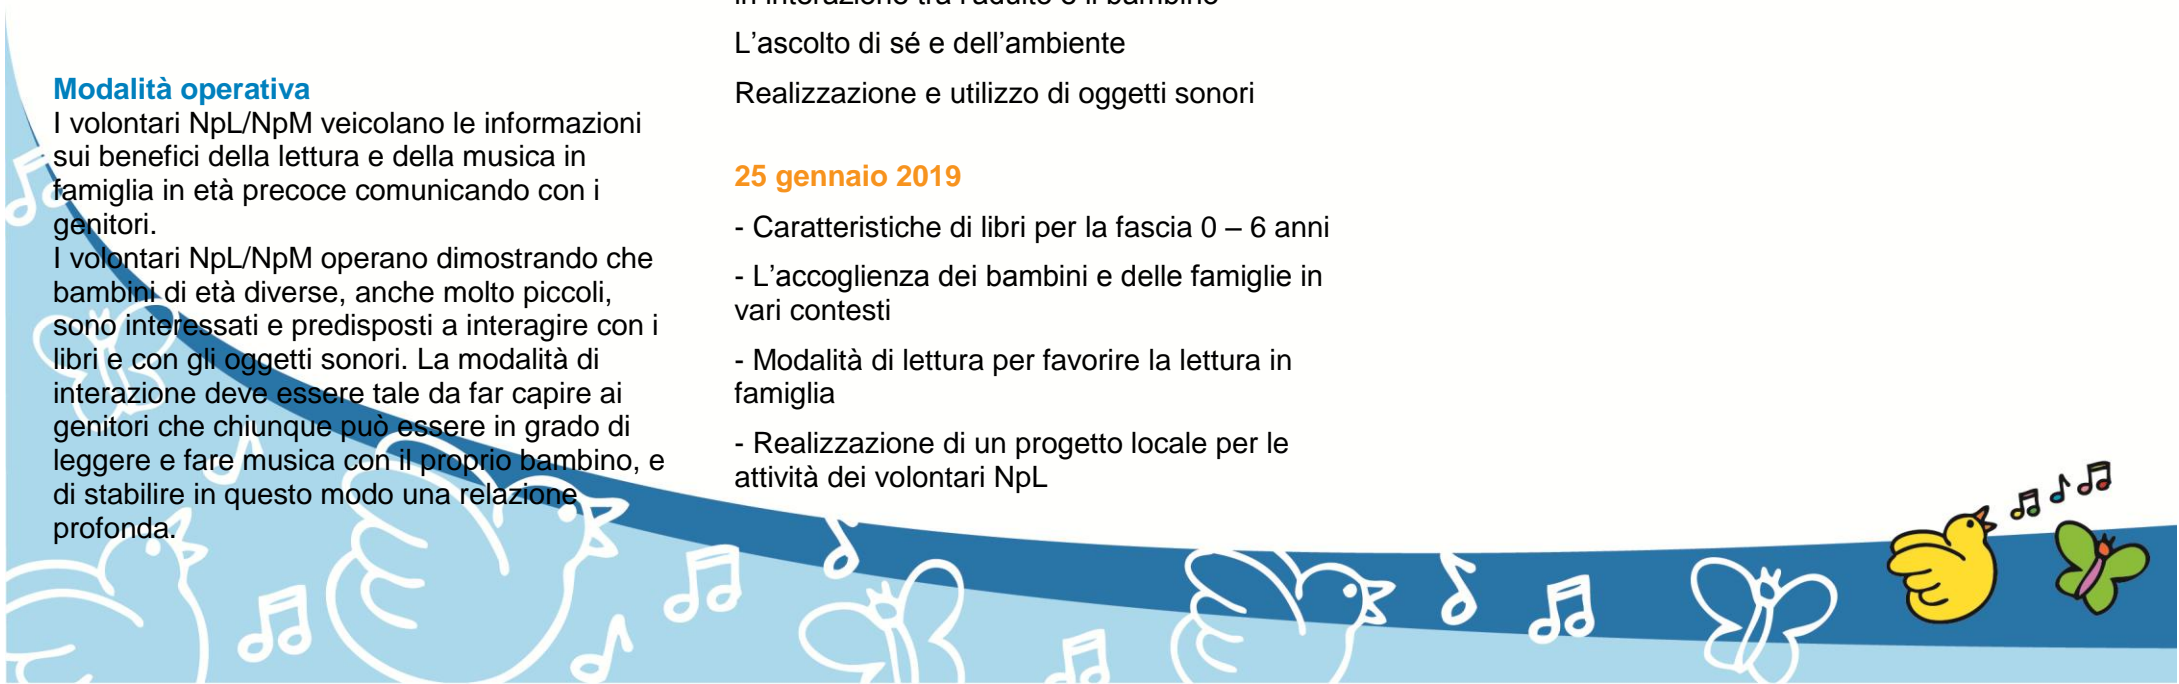 Modalità operativa
I volontari NpL/NpM veicolano le informazioni
sui benefici della lettura e della musica in
famiglia in età precoce comunicando con i
genitori.
I volontari NpL/NpM operano dimostrando che
bambini di età diverse, anche molto piccoli,
sono interessati e predisposti a interagire con i
libri e con gli oggetti sonori. La modalità di
interazione deve essere tale da far capire ai
genitori che chiunque può essere in grado di
leggere e fare musica con il proprio bambino, e
di stabilire in questo modo una relazione
profonda.
in interazione tra l'adulto e il bambino
L’ascolto di sé e dell’ambiente
Realizzazione e utilizzo di oggetti sonori
25 gennaio 2019
- Caratteristiche di libri per la fascia 0 – 6 anni
- L’accoglienza dei bambini e delle famiglie in
vari contesti
- Modalità di lettura per favorire la lettura in
famiglia
- Realizzazione di un progetto locale per le
attività dei volontari NpL